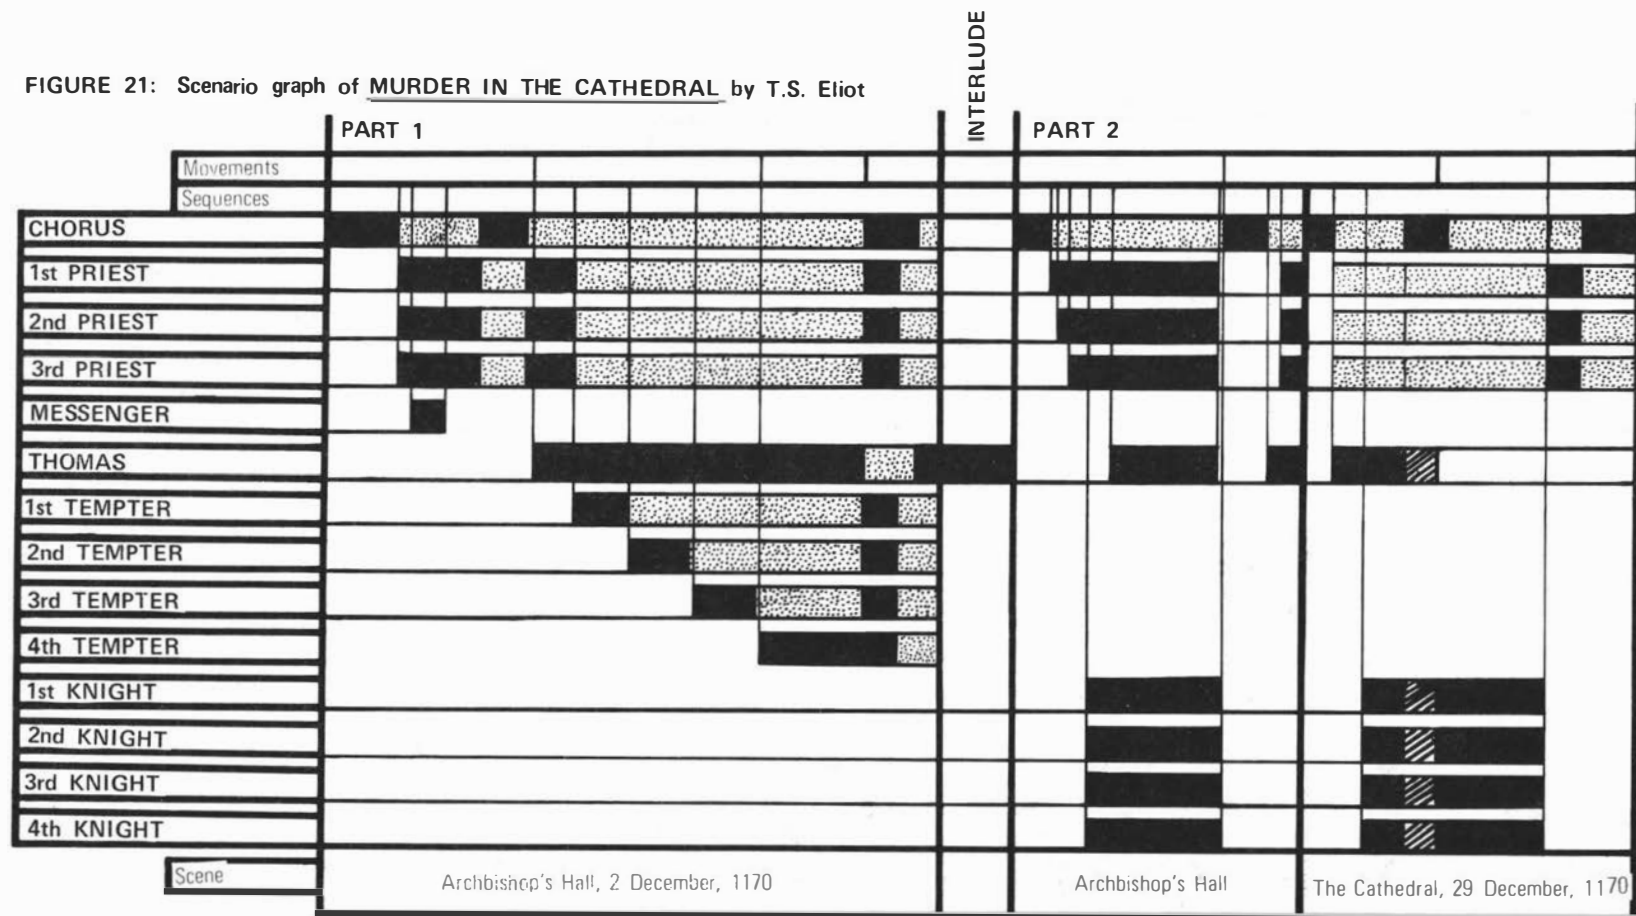 INTERLUDE
FIGURE 21: Scenario graph of MURDER IN THE CATHEDRAL by T.S. Eliot
PART 1
PART 2
Movements
Sequences
CHORUS
1st PRIEST
2nd PRIEST
3rd PRIEST
MESSENGER
THOMAS
1st TEMPTER
2nd TEMPTER
3rd TEMPTER
4th TEMPTER
1st KNIGHT
2nd KNIGHT
3rd KNIGHT
4th KNIGHT
Scene
Archbishop's Hall, 2 December, 1170
Archbishop's Hall
The Cathedral, 29 December, 1170